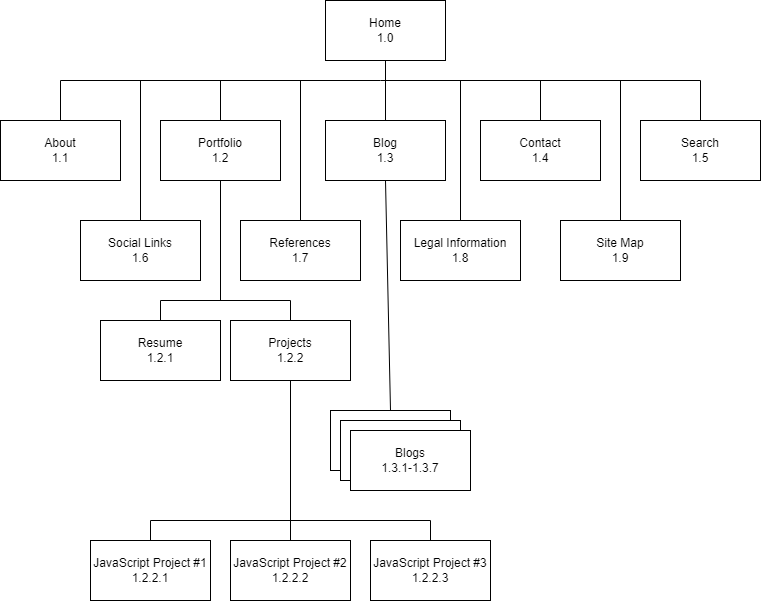 Home
1.0
About
1.1
Portfolio
1.2
Blog
1.3
Contact
1.4
Search
1.5
Social Links
1.6
References
1.7
Legal Information
1.8
Site Map
1.9
Resume
1.2.1
Projects
1.2.2
Blogs
1.3.1-1.3.7
JavaScript Project #1
1.2.2.1
JavaScript Project #2
1.2.2.2
JavaScript Project #3
1.2.2.3